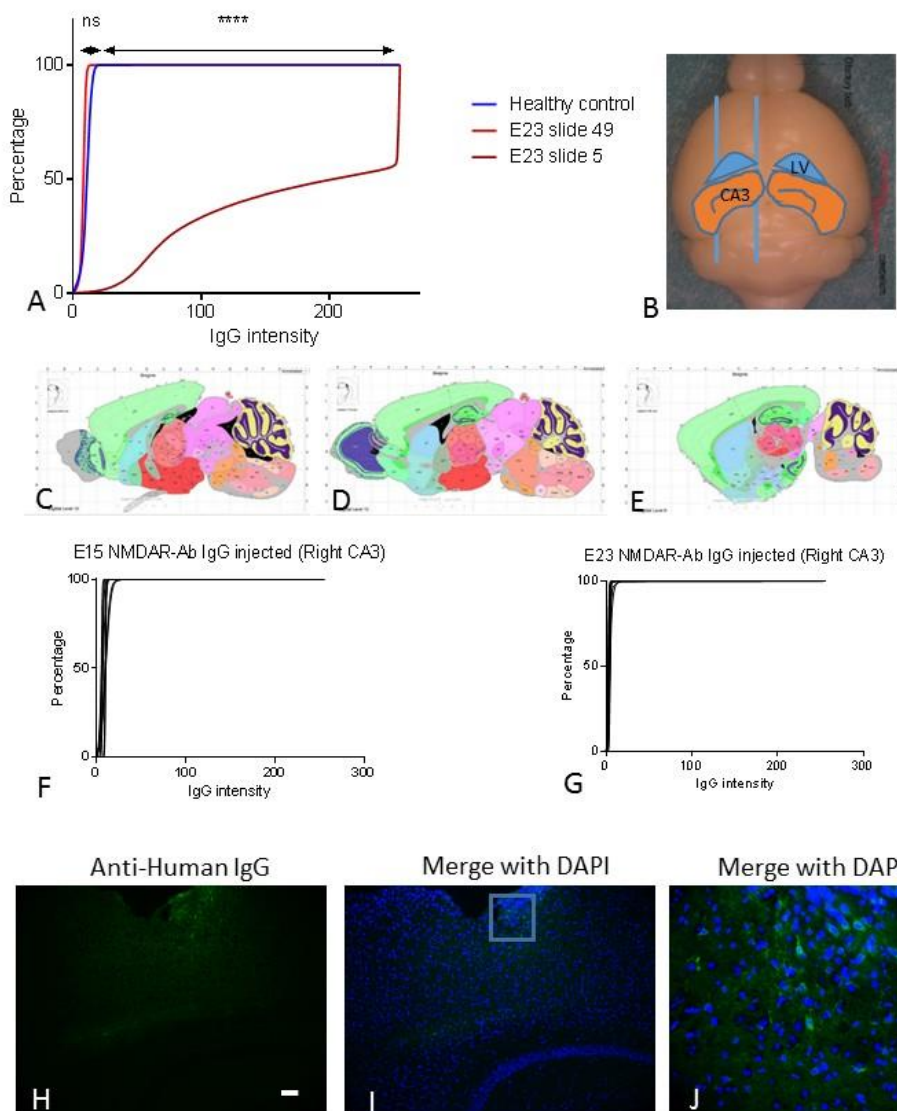 ns
****
100
50
0
Percentage
0
100
200
IgG intensity
A
Healthy control
E23 slide 49
E23 slide 5
LV
CA3
B
C
D
E
E15 NMDAR-Ab IgG injected (Right CA3)
100
50
0
Percentage
0
100
200
300
IgG intensity
F
E23 NMDAR-Ab IgG injected (Right CA3)
100
50
0
Percentage
0
100
200
300
IgG intensity
G
Anti-Human IgG
Merge with DAPI
Merge with DAP
H
I
J